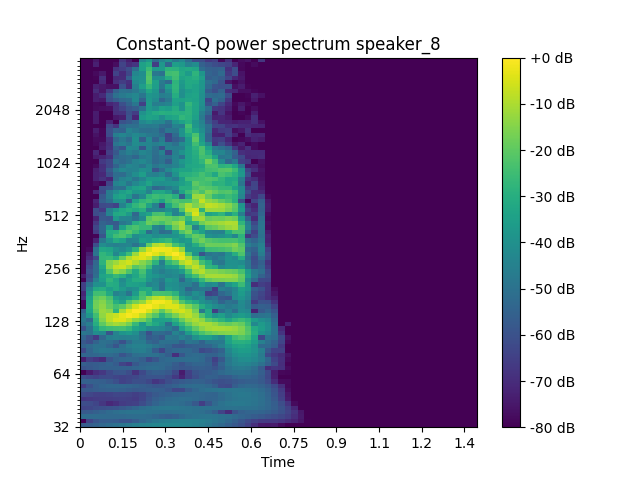 Constant-Q power spectrum speaker_8
Hz
2048
1024
512
256
128
64
32
0 0.15 0.3 0.45 0.6 0.75 0.9 1.1 1.2 1.4
Time
+0 dB
-10 dB
-20 dB
-30 dB
-40 dB
-50 dB
-60 dB
-70 dB
-80 dB